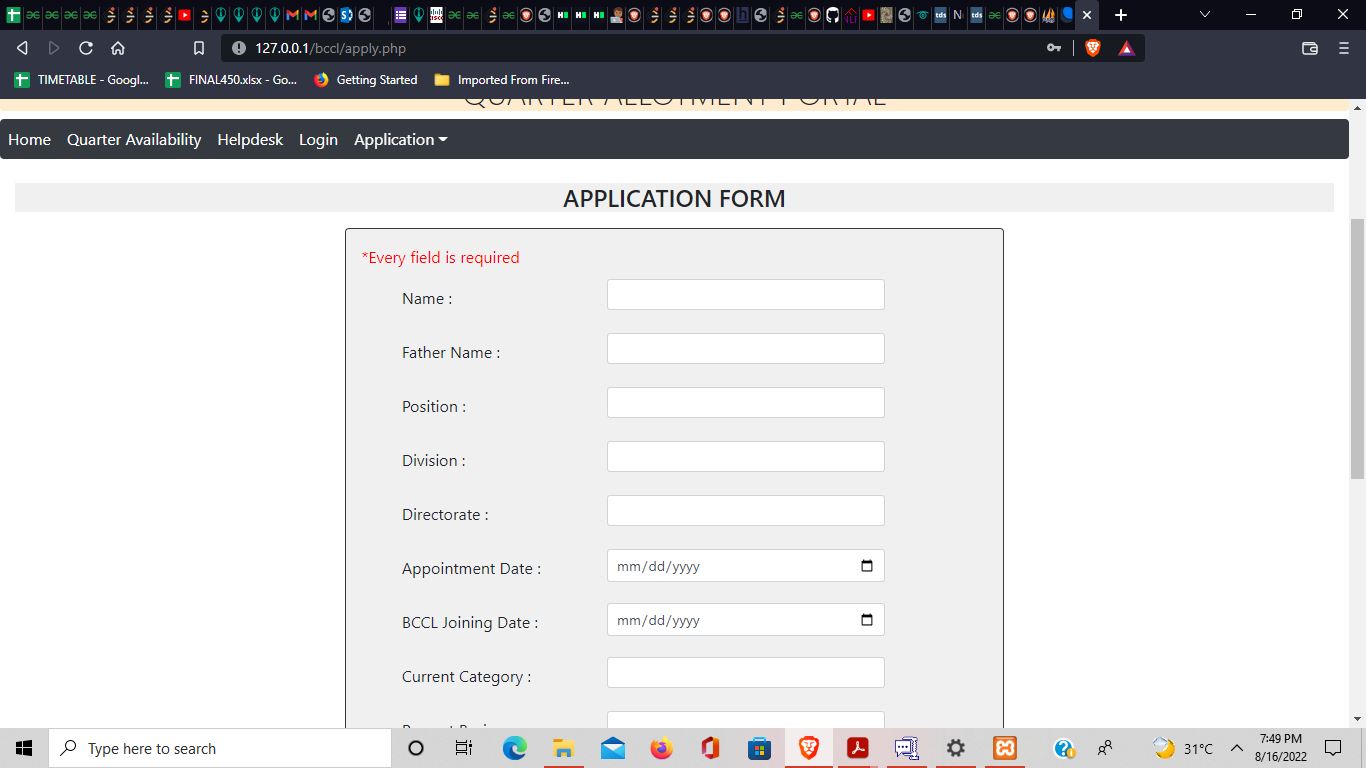 127.0.0.1/bccl/apply.php
TIMETABLE - Googl...
FINAL450.xlsx - Go...
Getting Started
Imported From Fire...
QUARTER ALLOTMENT PORTAL
Home
Quarter Availability
Helpdesk
Login
Application
APPLICATION FORM
*Every field is required
Name :
Father Name :
Position :
Division :
Directorate :
Appointment Date :
mm/dd/yyyy
BCCL Joining Date :
mm/dd/yyyy
Current Category :
Type here to search
31°C
7:49 PM
8/16/2022